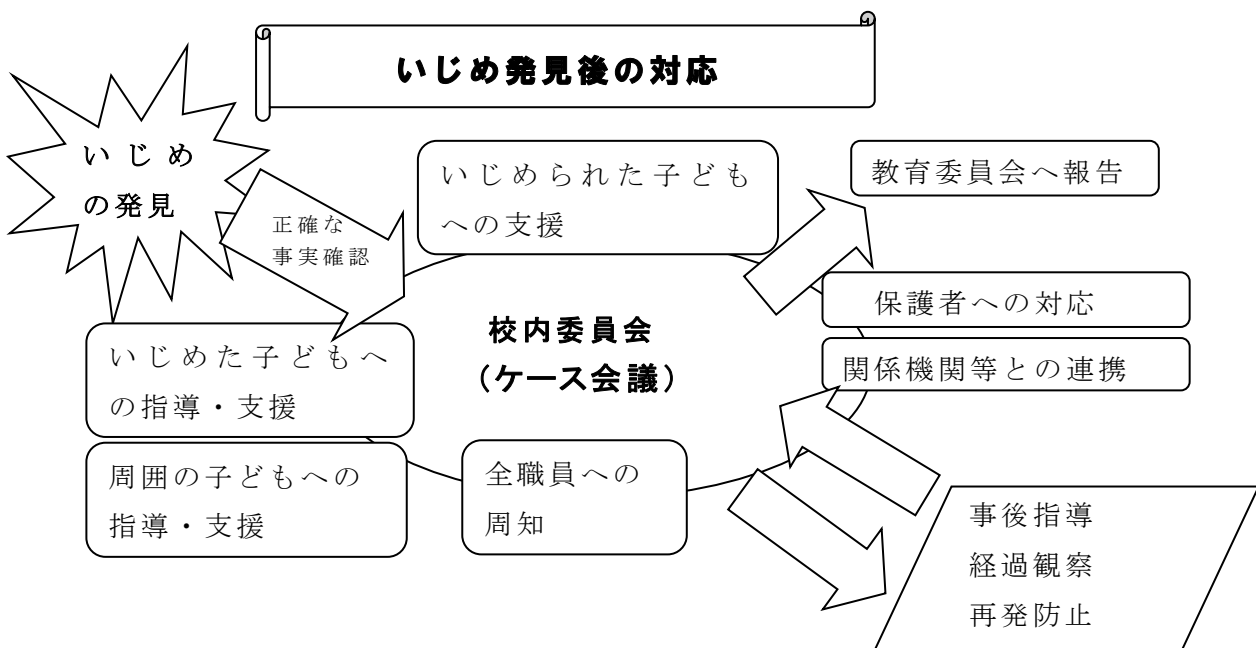 いじめ発見後の対応
いじめ
の発見
正確な
事実確認
いじめられた子ども
への支援
教育委員会へ報告
保護者への対応
関係機関等との連携
校内委員会
（ケース会議）
いじめた子どもへ
の指導・支援
周囲の子どもへの
指導・支援
全職員への
周知
事後指導
経過観察
再発防止